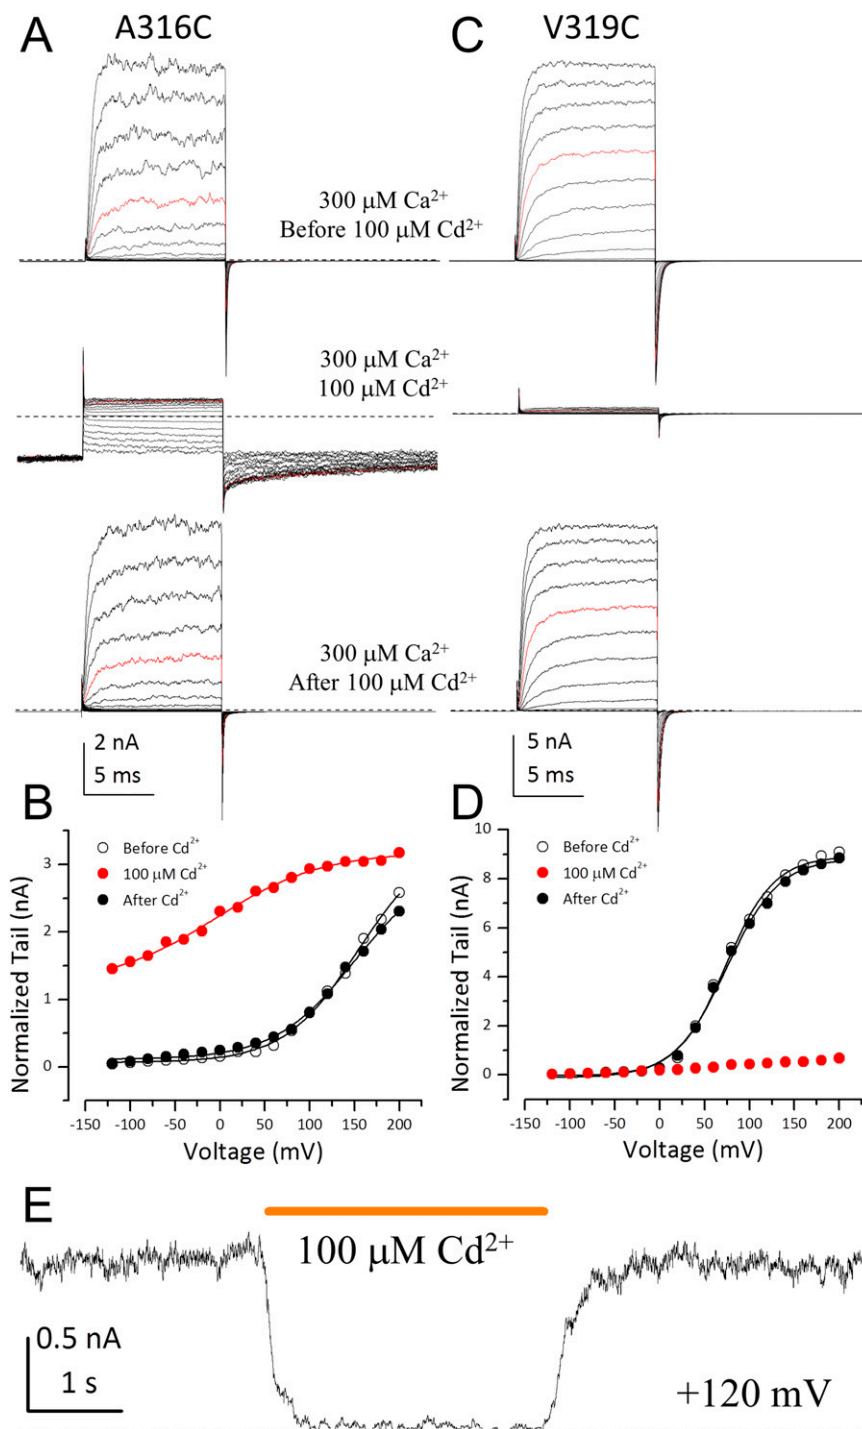 A
A316C
C
V319C
300 μM Ca²⁺
Before 100 μM Cd²⁺
300 μM Ca²⁺
100 μM Cd²⁺
300 μM Ca²⁺
After 100 μM Cd²⁺
2 nA
5 ms
5 nA
5 ms
B
Before Cd²⁺
100 μM Cd²⁺
After Cd²⁺
Normalized Tail (nA)
3
2
1
0
-150 -100 -50 0 50 100 150 200
Voltage (mV)
D
Before Cd²⁺
100 μM Cd²⁺
After Cd²⁺
Normalized Tail (nA)
10
8
6
4
2
0
-150 -100 -50 0 50 100 150 200
Voltage (mV)
E
100 μM Cd²⁺
0.5 nA
1 s
+120 mV